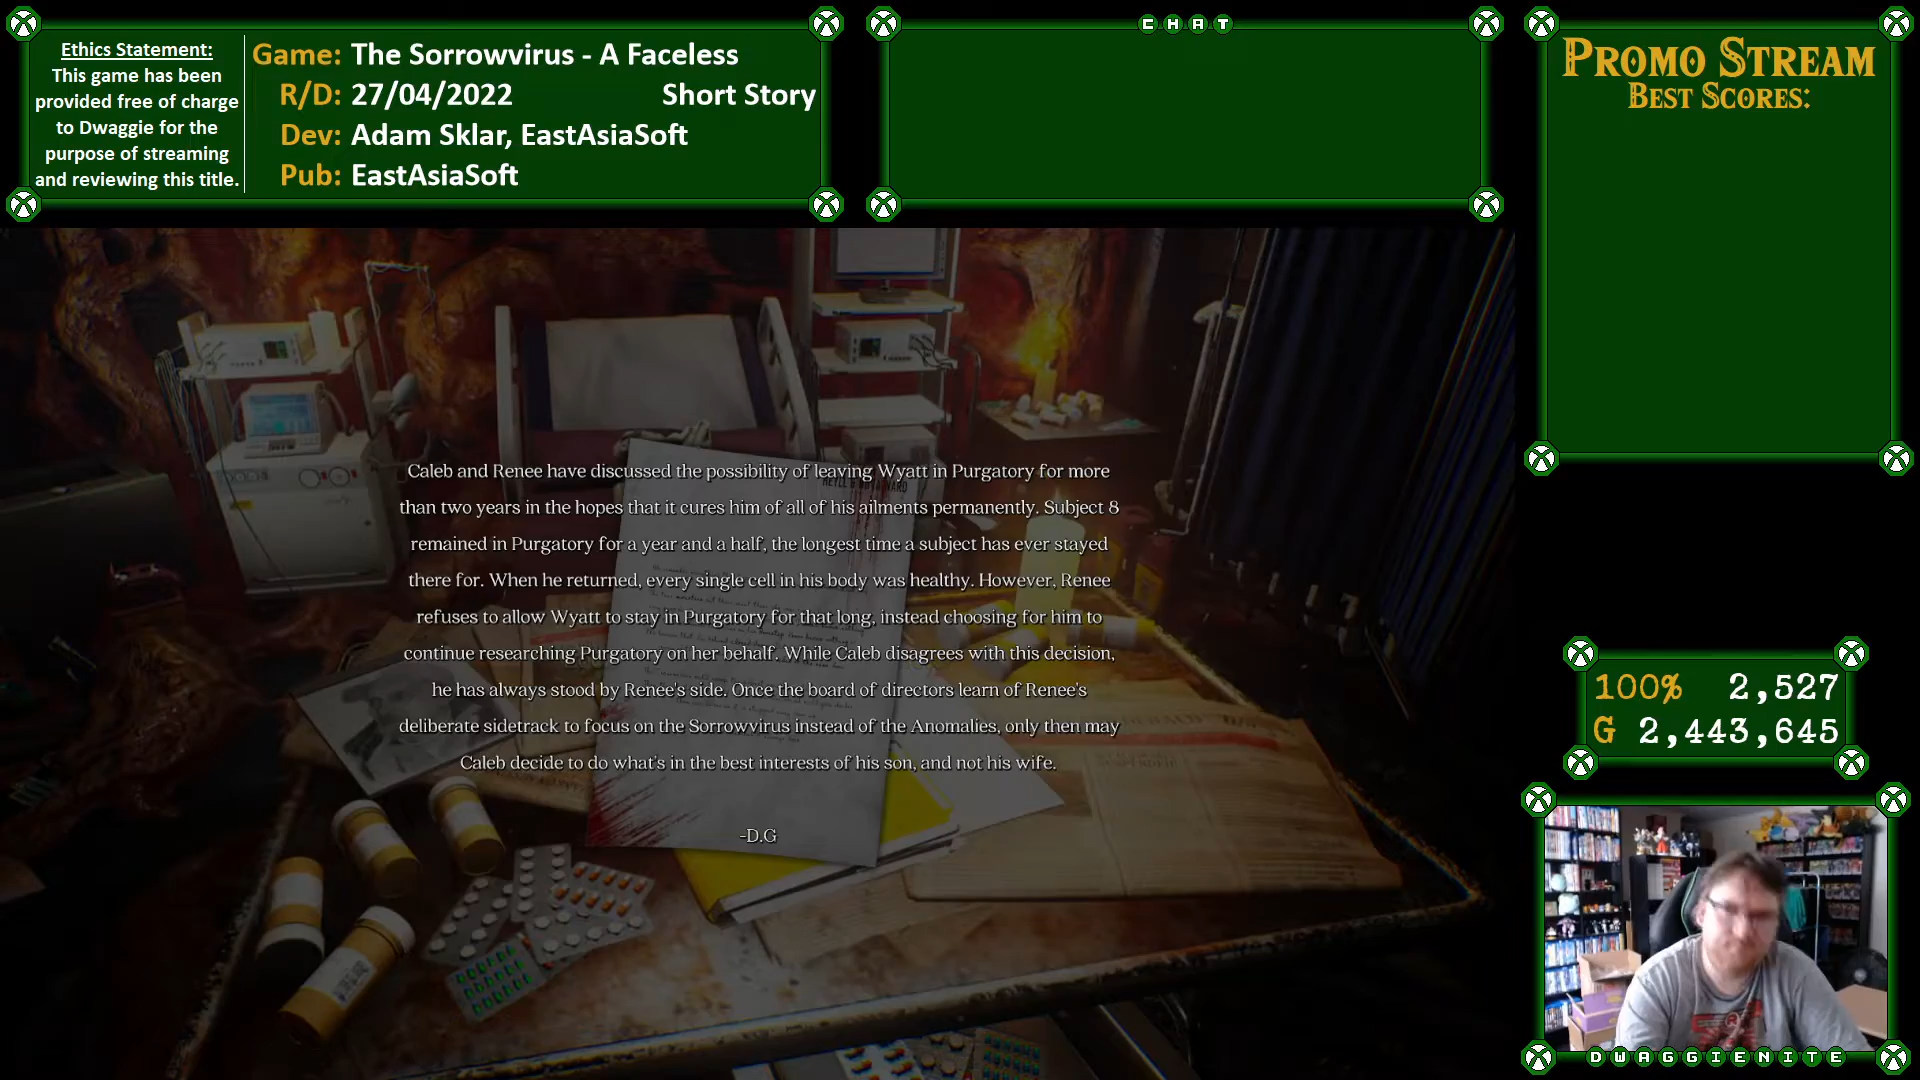 Ethics Statement:
This game has been
provided free of charge
to Dwaggie for the
purpose of streaming
and reviewing this title.
Game: The Sorrowvirus - A Faceless
R/D: 27/04/2022 Short Story
Dev: Adam Sklar, EastAsiaSoft
Pub: EastAsiaSoft
CHAT
Promo Stream
Best Scores:
Caleb and Renee have discussed the possibility of leaving Wyatt in Purgatory for more
than two years in the hopes that it cures him of all of his ailments permanently. Subject 8
remained in Purgatory for a year and a half, the longest time a subject has ever stayed
there for. When he returned, every single cell in his body was healthy. However, Renee
refuses to allow Wyatt to stay in Purgatory for that long, instead choosing for him to
continue researching Purgatory on her behalf. While Caleb disagrees with this decision,
he has always stood by Renee's side. Once the board of directors learn of Renee's
deliberate sidetrack to focus on the Sorrowvirus instead of the Anomalies, only then may
Caleb decide to do what's in the best interests of his son, and not his wife.
-D.G
100% 2,527
G 2,443,645
DWAGGIENITE